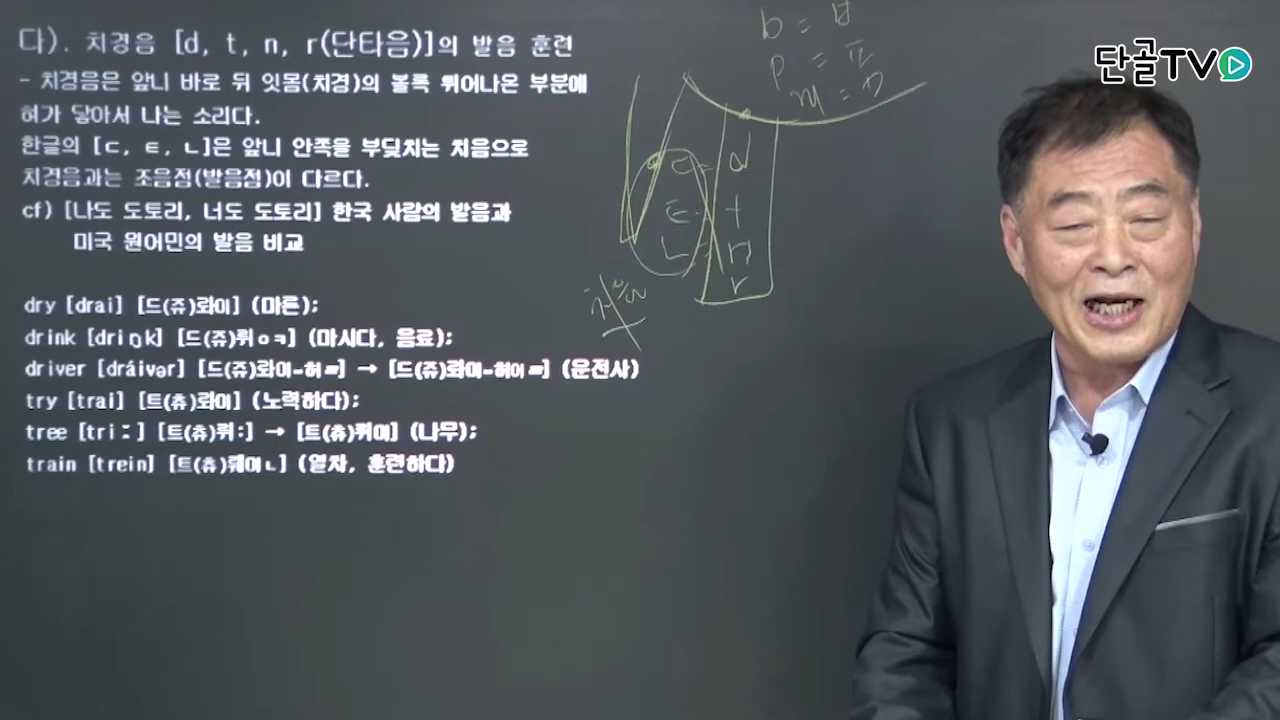 다). 치경음 [d, t, n, r(단타음)]의 발음 훈련
- 치경음은 앞니 바로 뒤 잇몸(치경)의 볼록 튀어나온 부분에
혀가 닿아서 나는 소리다.
한글의 [ㄷ, ㅌ, ㄴ]은 앞니 안쪽을 부딪치는 치음으로
치경음과는 조음점(발음점)이 다르다.
cf) [나도 도토리, 너도 도토리] 한국 사람의 발음과
미국 원어민의 발음 비교
dry [drai] [드(쥬)롸이] (마른);
drink [driŋk] [드(쥬)뤼ㅇㅋ] (마시다, 음료);
driver [dráivər] [드(쥬)롸이-허ㄹ] → [드(쥬)롸이-허어ㄹ] (운전사)
try [trai] [트(츄)롸이] (노력하다);
tree [tri:] [트(츄)뤼:] → [트(츄)뤼이] (나무);
train [trein] [트(츄)뤠이ㄴ] (열차, 훈련하다)
b = ㅂ
p = ㅍ
m = ㅁ
ㄷ = d
ㅌ = t
ㄴ = n
r
치음
단골TV